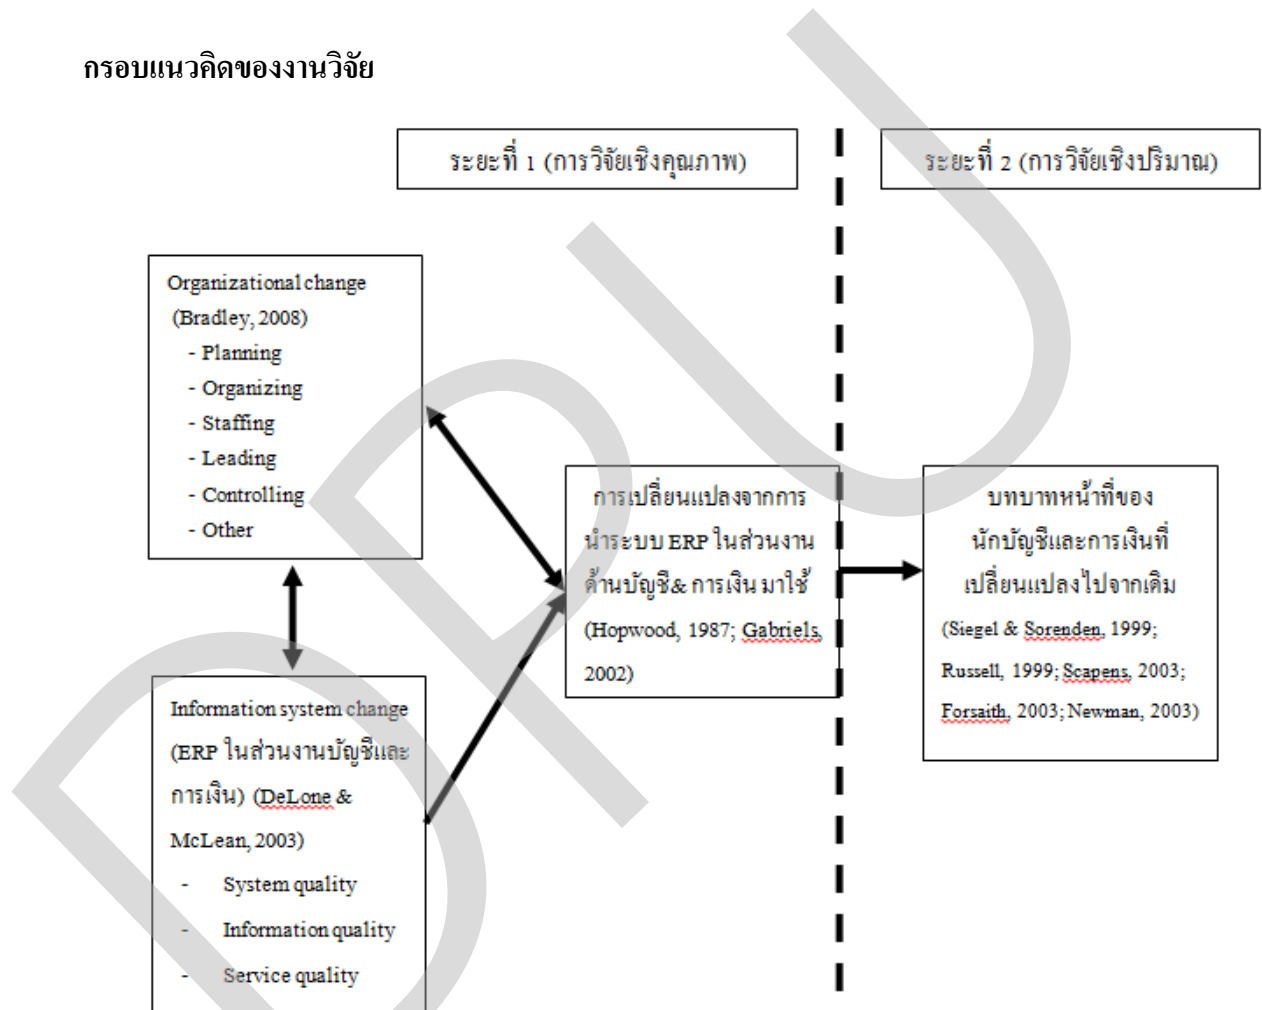 กรอบแนวคิดของงานวิจัย
ระยะที่ 1 (การวิจัยเชิงคุณภาพ)
ระยะที่ 2 (การวิจัยเชิงปริมาณ)
Organizational change
(Bradley, 2008)
- Planning
- Organizing
- Staffing
- Leading
- Controlling
- Other
การเปลี่ยนแปลงจากการ
นำระบบ ERP ในส่วนงาน
ด้านบัญชี& การเงิน มาใช้
(Hopwood, 1987; Gabriels,
2002)
บทบาทหน้าที่ของ
นักบัญชีและการเงินที่
เปลี่ยนแปลงไปจากเดิม
(Siegel & Sorenden, 1999;
Russell, 1999; Scapens, 2003;
Forsaith, 2003; Newman, 2003)
Information system change
(ERP ในส่วนงานบัญชีและ
การเงิน) (DeLone &
McLean, 2003)
- System quality
- Information quality
- Service quality
DPU